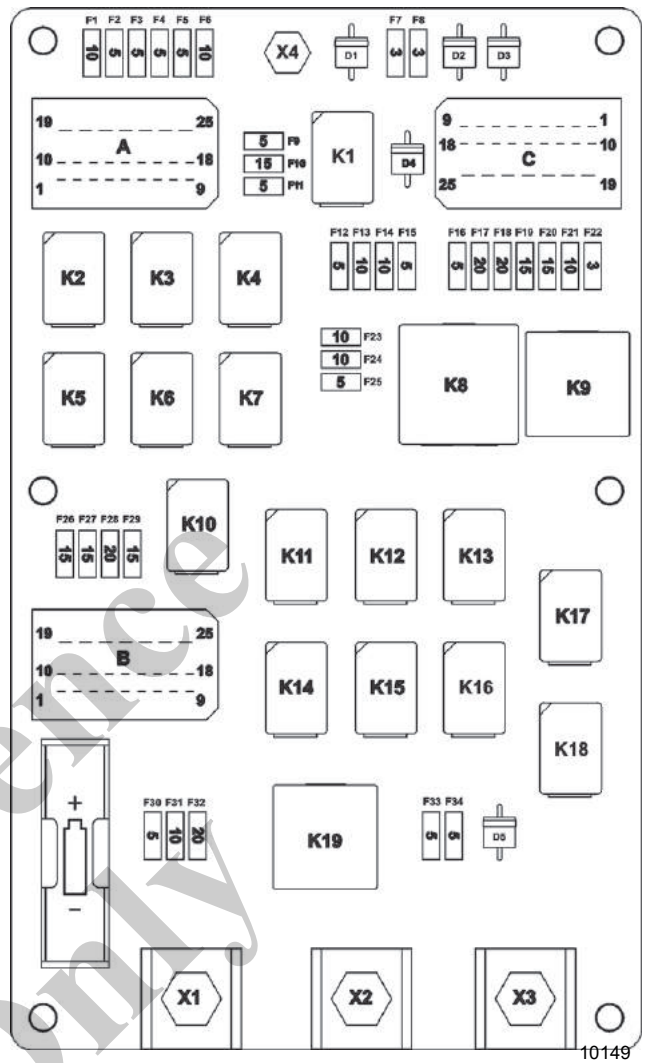 F1 F2 F3 F4 F5 F6
10 5 5 5 5 10
X4
D1
F7 F8
3 3
D2 D3
19 25
A
10 18
1 9
5 F9
15 F10
5 F11
K1
D4
9 1
18 10
C
25 19
K2 K3 K4
F12 F13 F14 F15
5 10 10 5
F16 F17 F18 F19 F20 F21 F22
5 20 20 15 15 10 3
K5 K6 K7
10 F23
10 F24
5 F25
K8 K9
F26 F27 F28 F29
15 15 20 15
K10
K11 K12 K13
K17
19 25
B
10 18
1 9
K14 K15 K16
K18
+
−
F30 F31 F32
5 10 20
K19
F33 F34
5 5
D5
X1 X2 X3
10149
ence
Only